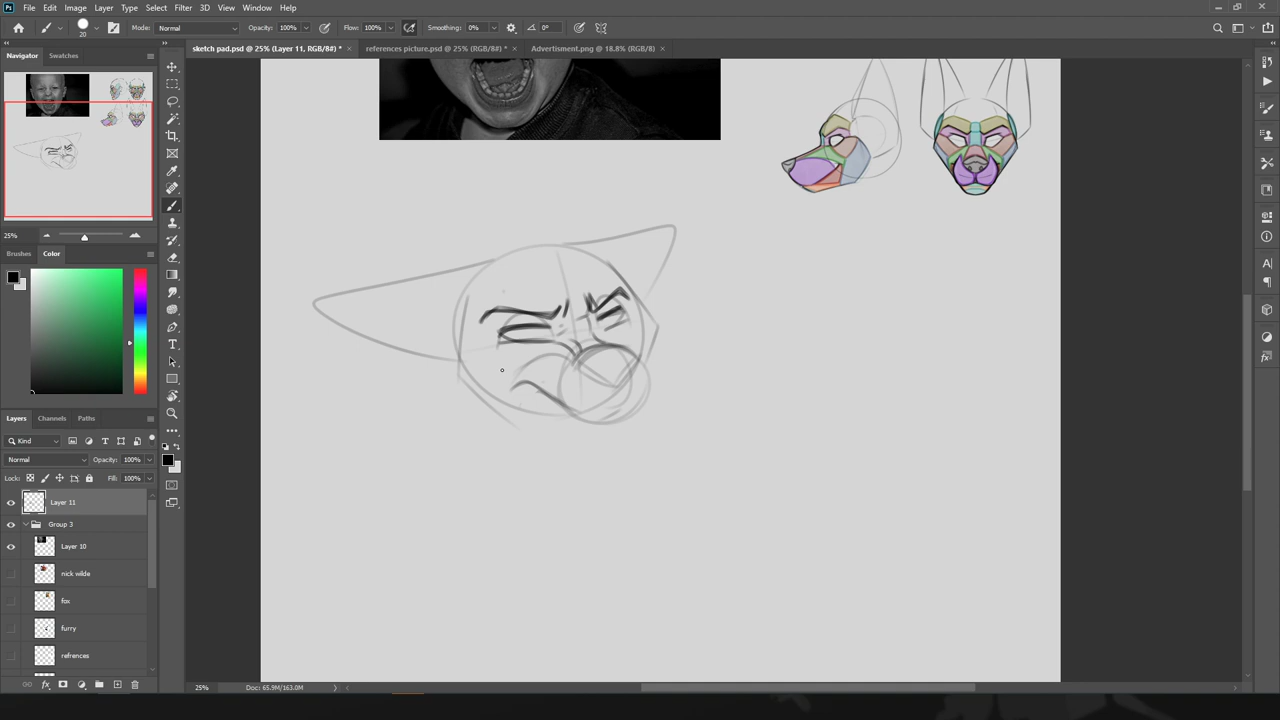 Ps File Edit Image Layer Type Select Filter 3D View Window Help
20 Mode: Normal Opacity: 100% Flow: 100% Smoothing: 0% 0°
Navigator Swatches
sketch pad.psd @ 25% (Layer 11, RGB/8#) * × references picture.psd @ 25% (RGB/8#) * × Advertisment.png @ 18.8% (RGB/8) ×
25%
Brushes Color
Layers Channels Paths
Kind
Normal Opacity: 100%
Lock: Fill: 100%
Layer 11
Group 3
Layer 10
nick wilde
fox
furry
refrences
25% Doc: 65.9M/163.0M